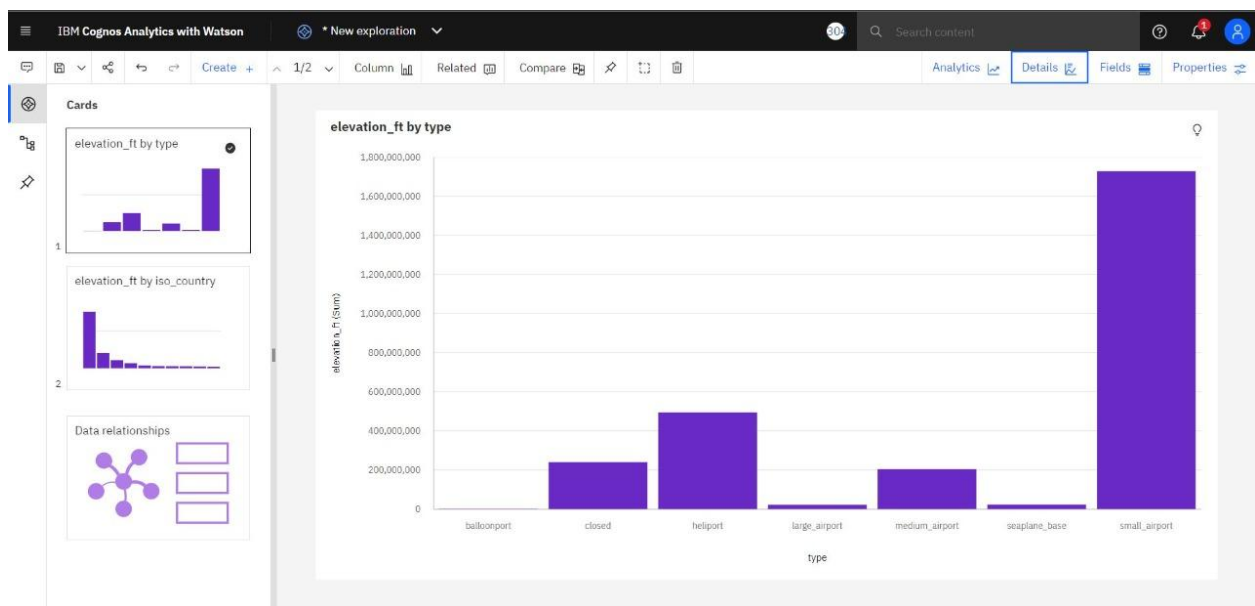 IBM Cognos Analytics with Watson
* New exploration
304
Search content
1
Create +
1/2
Column
Related
Compare
Analytics
Details
Fields
Properties
Cards
elevation_ft by type
1
elevation_ft by iso_country
2
Data relationships
elevation_ft by type
1,800,000,000
1,600,000,000
1,400,000,000
1,200,000,000
1,000,000,000
800,000,000
600,000,000
400,000,000
200,000,000
0
elevation_ft (Sum)
balloonport closed heliport large_airport medium_airport seaplane_base small_airport
type